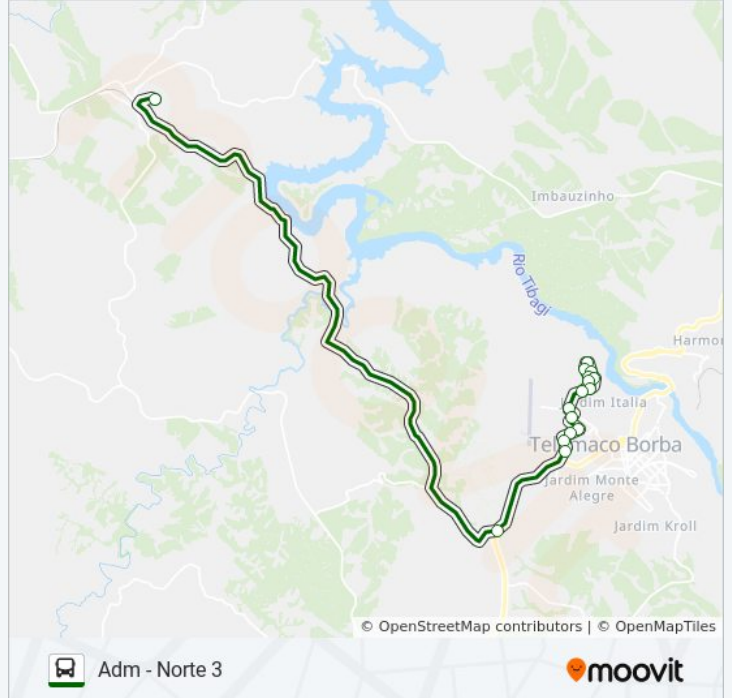 Imbauzinho
Rio Tibagi
Harmon
Jardim Italia
Telêmaco Borba
Jardim Monte
Alegre
Jardim Kroll
© OpenStreetMap contributors | © OpenMapTiles
Adm - Norte 3
moovit